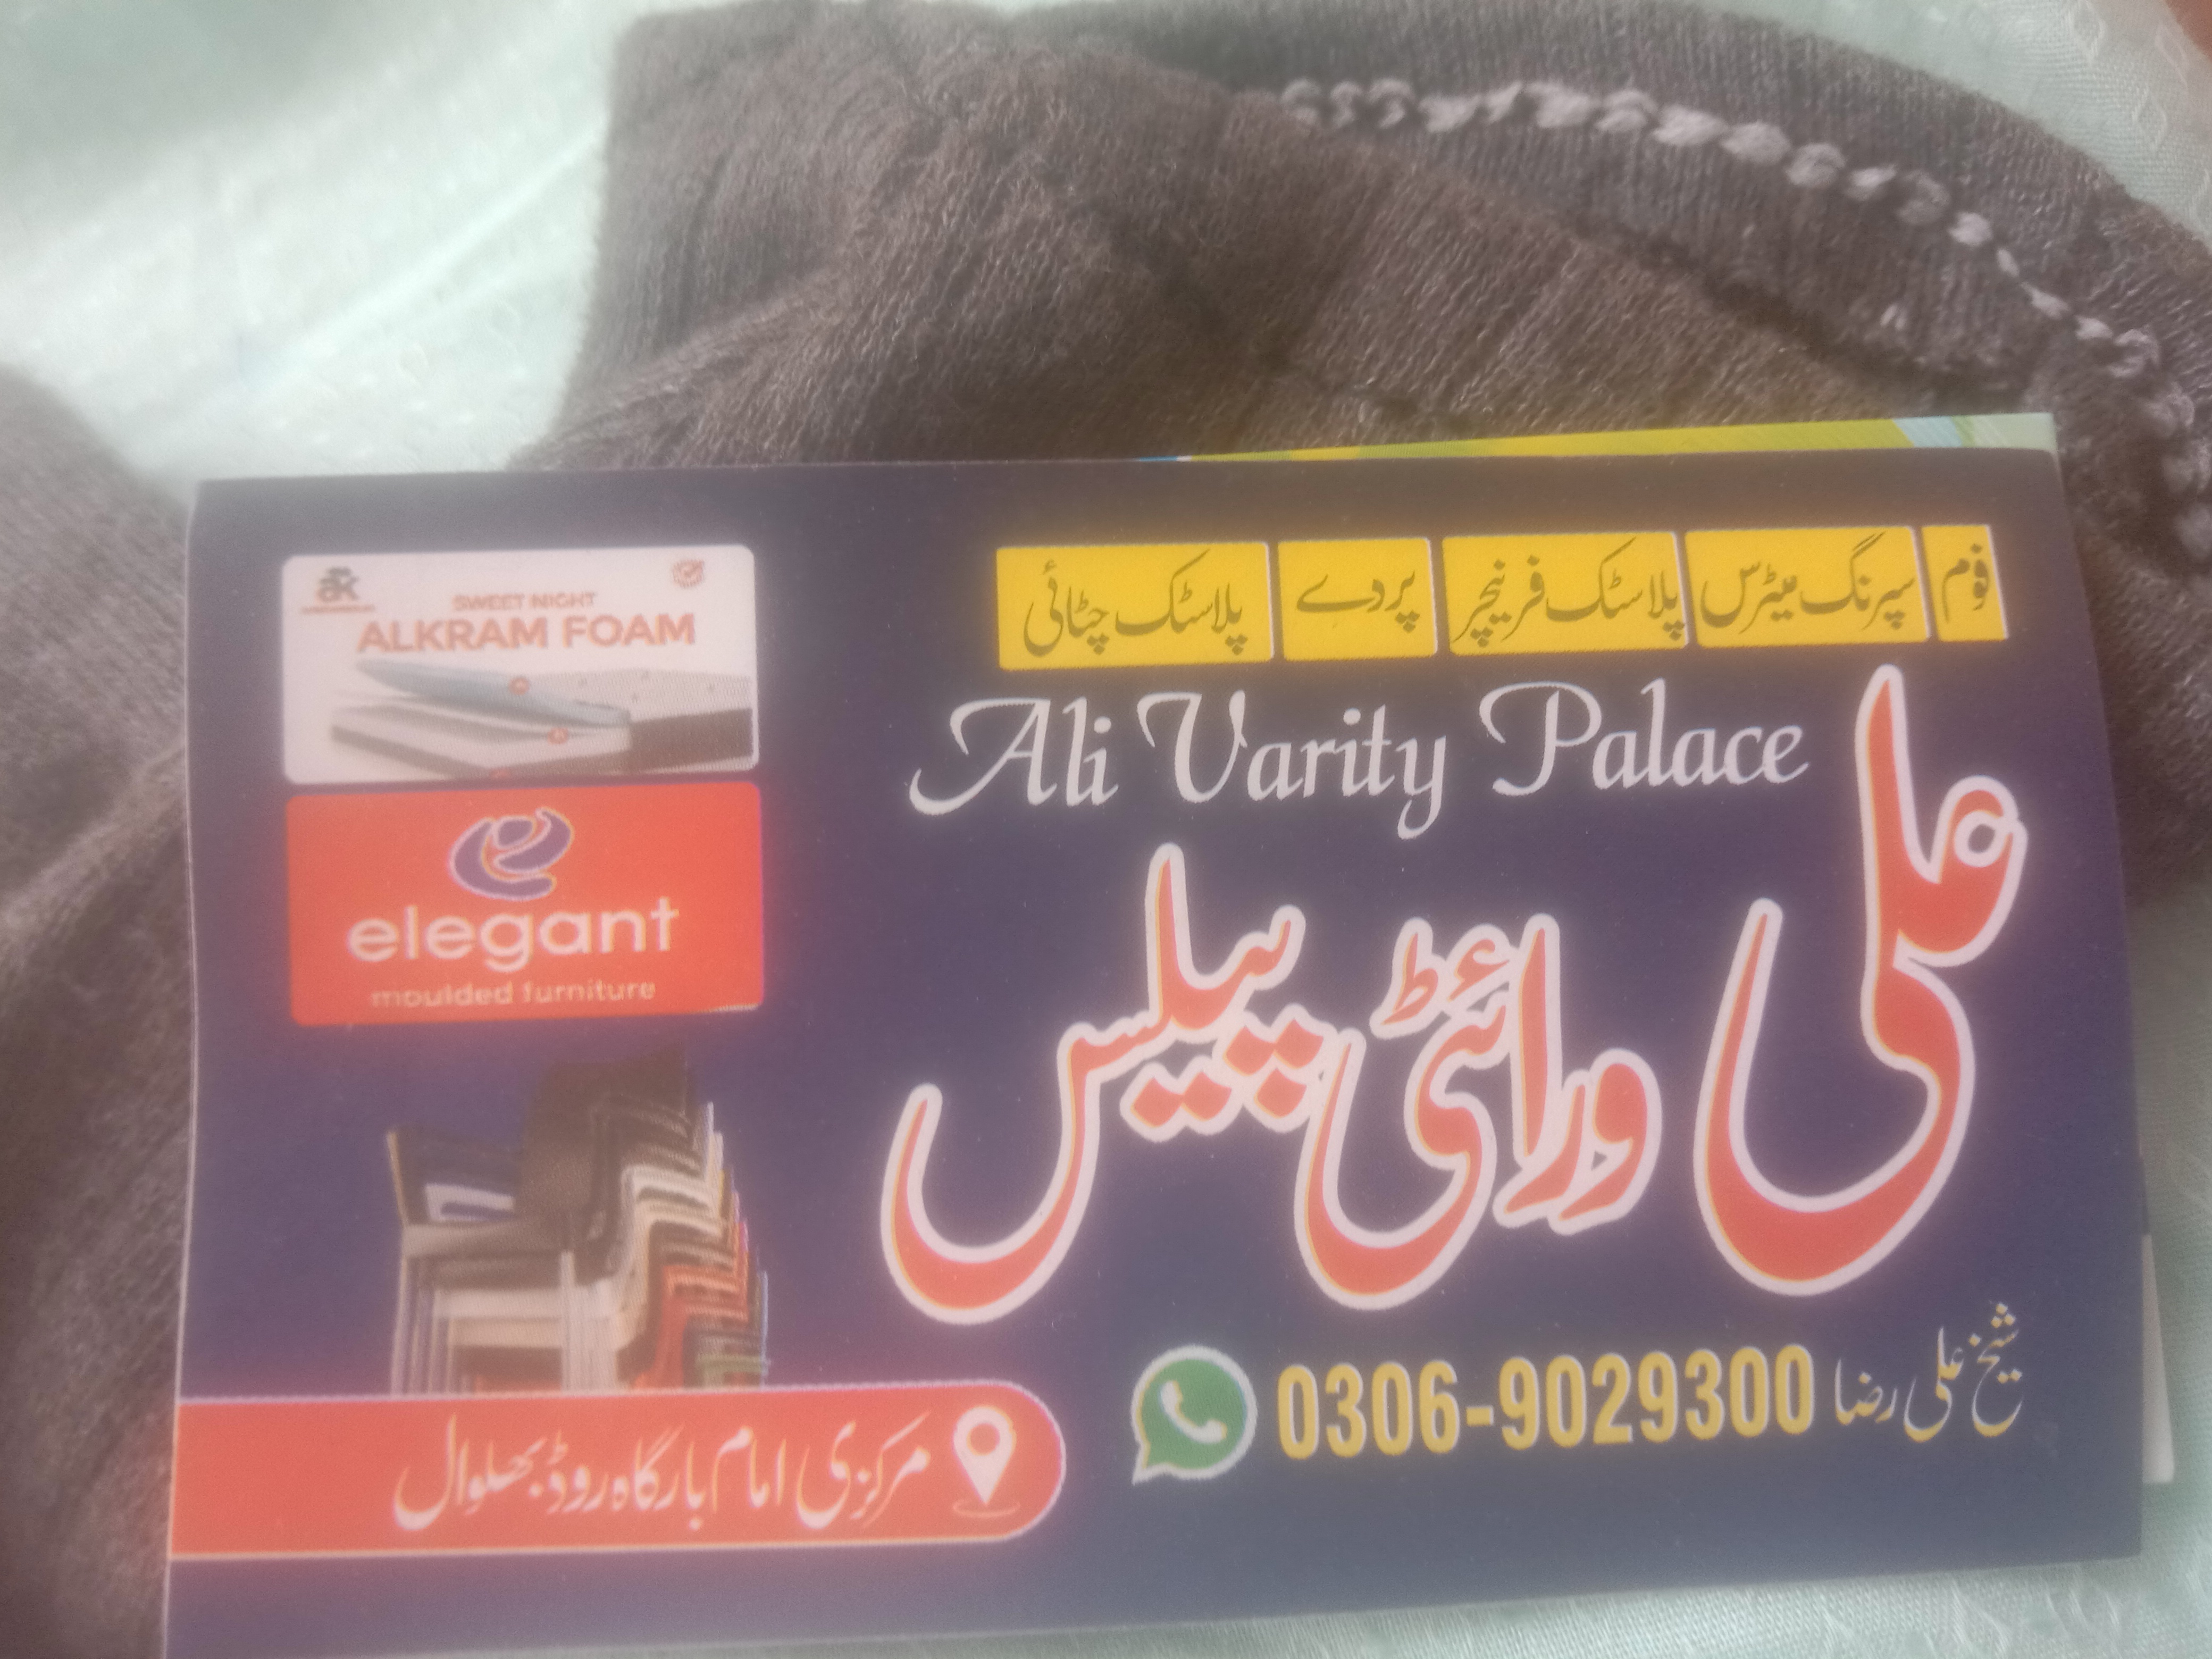 فوم سپرنگ میٹرس پلاسٹک فرنیچر پردے پلاسٹک چٹائی
Ali Varity Palace
علی ورائٹی پیلس
شیخ علی رضا 0306-9029300
مرکزی امام بارگاہ روڈ بھلوال
SWEET NIGHT
ALKRAM FOAM
elegant
moulded furniture